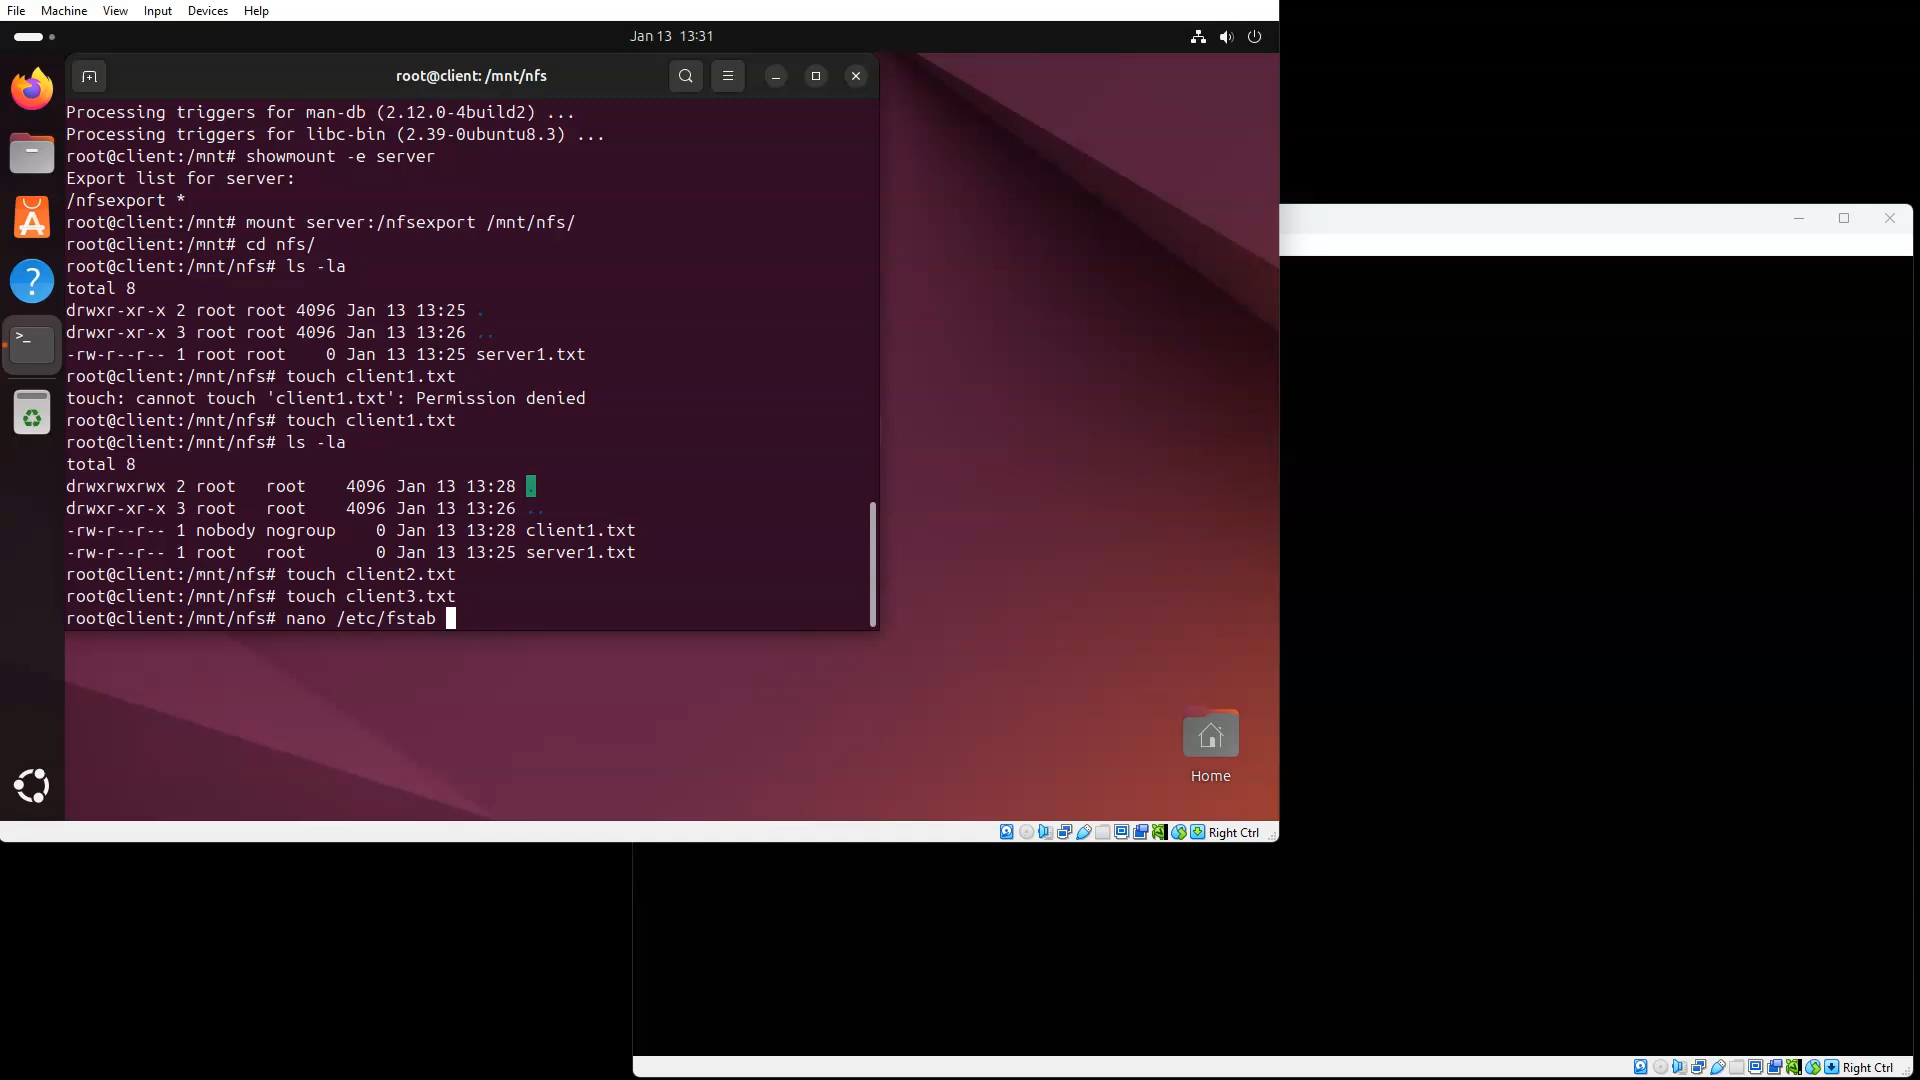 File Machine View Input Devices Help
Jan 13 13:31
root@client: /mnt/nfs
Processing triggers for man-db (2.12.0-4build2) ...
Processing triggers for libc-bin (2.39-0ubuntu8.3) ...
root@client:/mnt# showmount -e server
Export list for server:
/nfsexport *
root@client:/mnt# mount server:/nfsexport /mnt/nfs/
root@client:/mnt# cd nfs/
root@client:/mnt/nfs# ls -la
total 8
drwxr-xr-x 2 root root 4096 Jan 13 13:25 .
drwxr-xr-x 3 root root 4096 Jan 13 13:26 ..
-rw-r--r-- 1 root root    0 Jan 13 13:25 server1.txt
root@client:/mnt/nfs# touch client1.txt
touch: cannot touch 'client1.txt': Permission denied
root@client:/mnt/nfs# touch client1.txt
root@client:/mnt/nfs# ls -la
total 8
drwxrwxrwx 2 root   root    4096 Jan 13 13:28 .
drwxr-xr-x 3 root   root    4096 Jan 13 13:26 ..
-rw-r--r-- 1 nobody nogroup    0 Jan 13 13:28 client1.txt
-rw-r--r-- 1 root   root       0 Jan 13 13:25 server1.txt
root@client:/mnt/nfs# touch client2.txt
root@client:/mnt/nfs# touch client3.txt
root@client:/mnt/nfs# nano /etc/fstab
Home
Right Ctrl
Right Ctrl